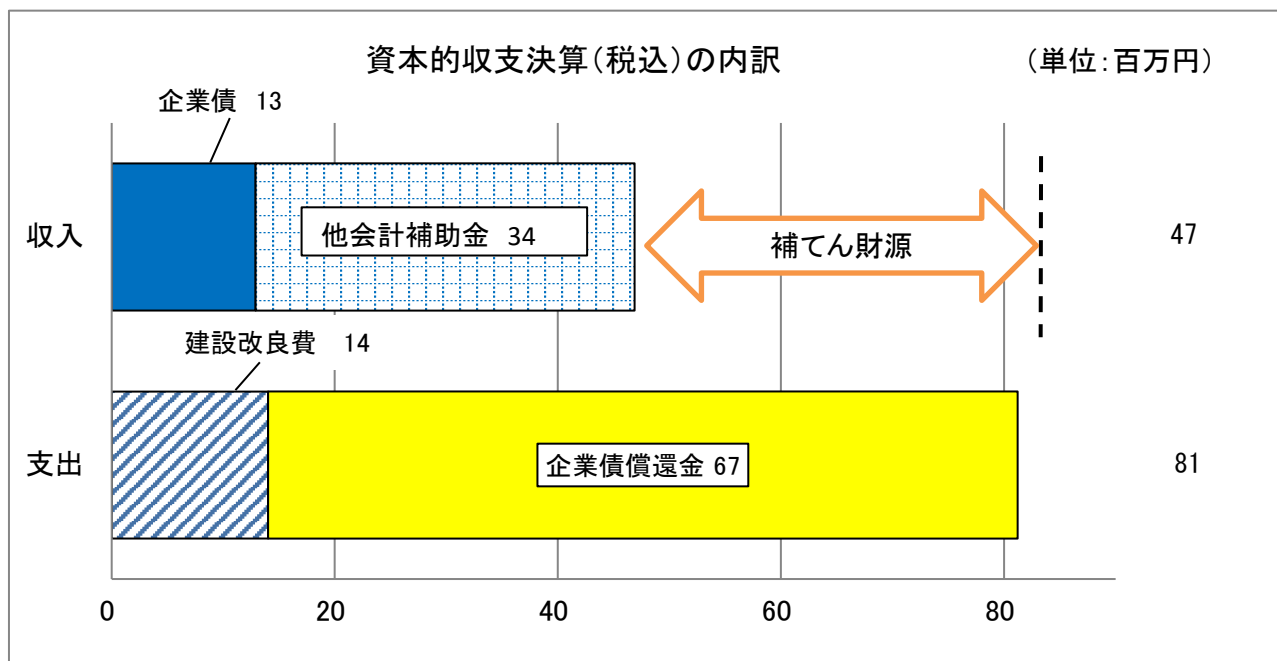 資本的収支決算(税込)の内訳 (単位:百万円)
企業債 13
収入 他会計補助金 34 補てん財源 47
建設改良費 14
支出 企業債償還金 67 81
0 20 40 60 80